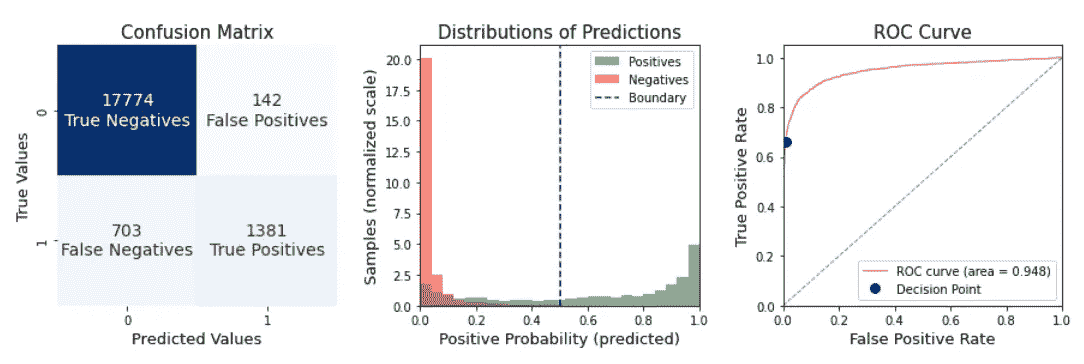 Confusion Matrix
True Values
0
1
17774
True Negatives
142
False Positives
703
False Negatives
1381
True Positives
0
1
Predicted Values
Distributions of Predictions
Samples (normalized scale)
20.0
17.5
15.0
12.5
10.0
7.5
5.0
2.5
0.0
Positives
Negatives
Boundary
0.0
0.2
0.4
0.6
0.8
1.0
Positive Probability (predicted)
ROC Curve
True Positive Rate
1.0
0.8
0.6
0.4
0.2
0.0
ROC curve (area = 0.948)
Decision Point
0.0
0.2
0.4
0.6
0.8
1.0
False Positive Rate